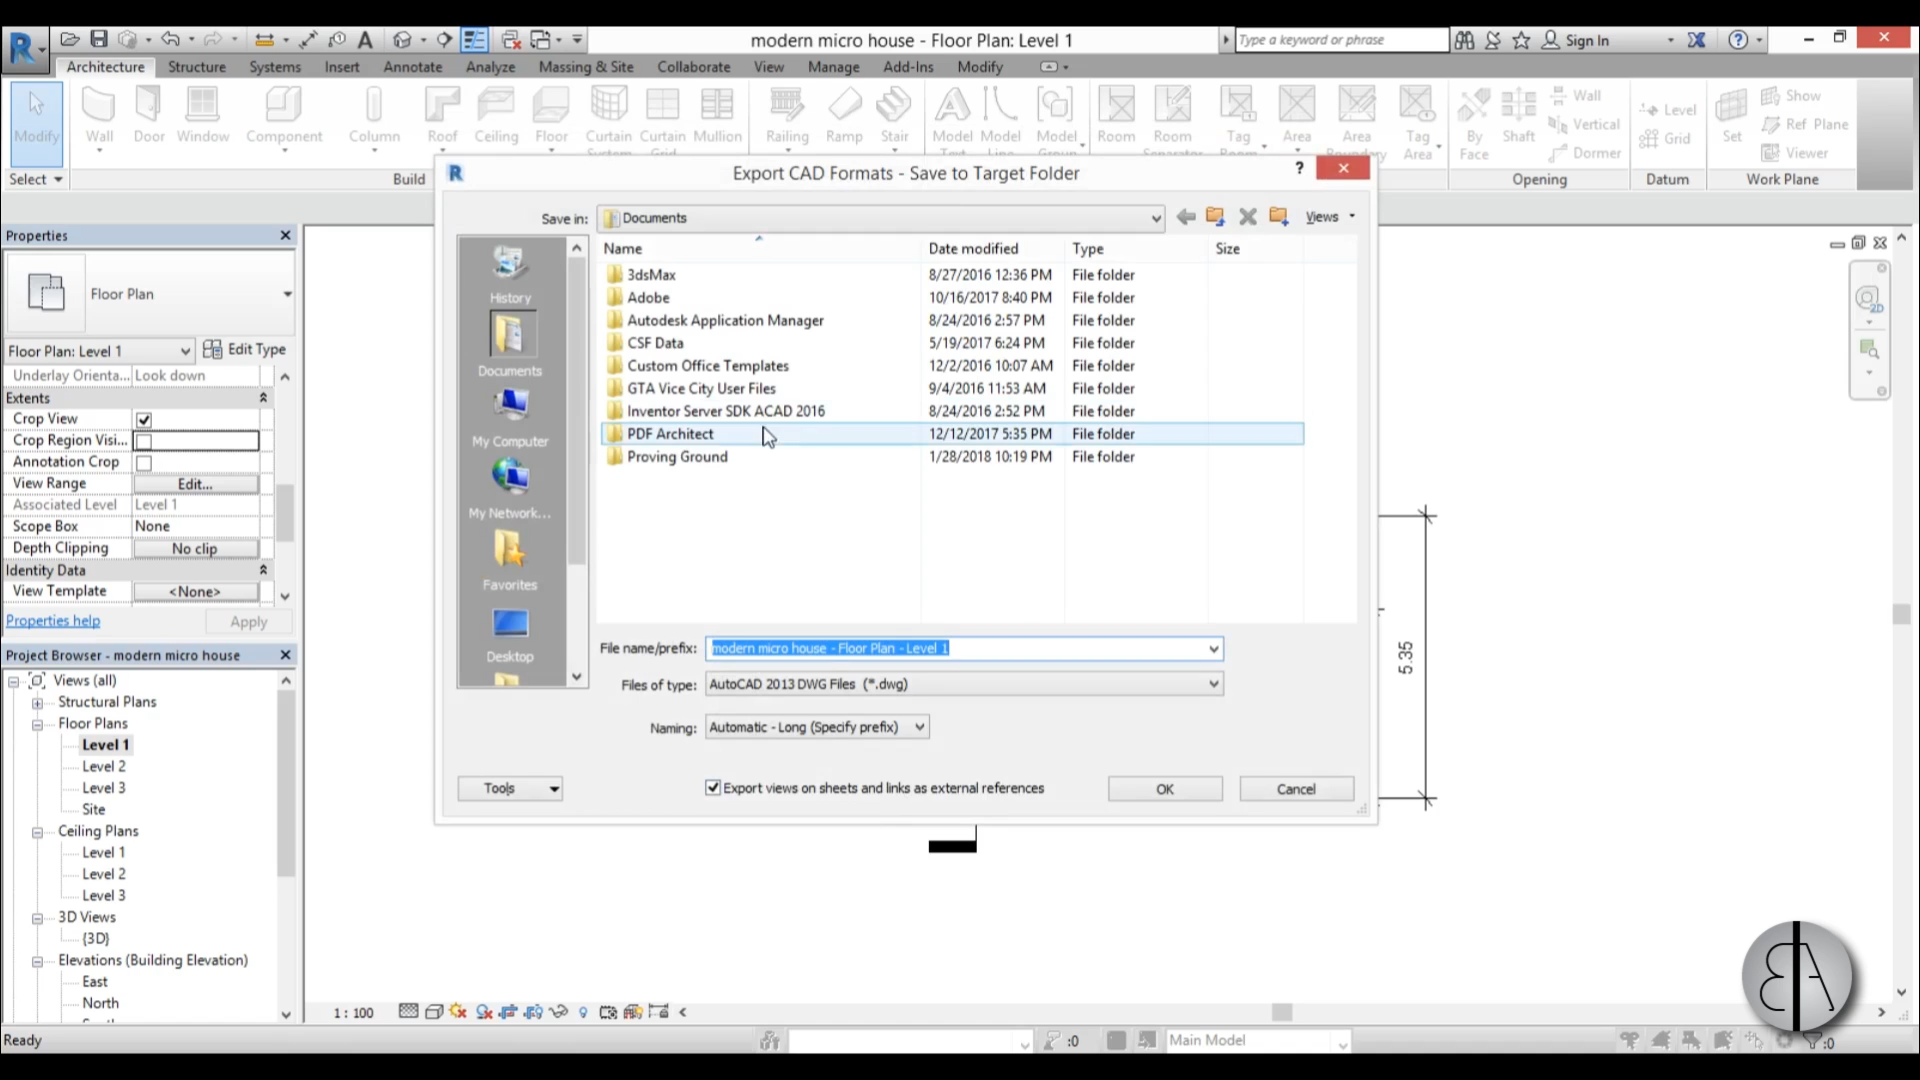 modern micro house - Floor Plan: Level 1
Type a keyword or phrase
Sign In
Architecture Structure Systems Insert Annotate Analyze Massing & Site Collaborate View Manage Add-Ins Modify
Modify Wall Door Window Component Column Roof Ceiling Floor Curtain Curtain Mullion Railing Ramp Stair Model Model Model Room Room Tag Area Area Tag By Shaft Wall Vertical Dormer Level Grid Set Show Ref Plane Viewer
System Grid Text Line Group Separator Room Boundary Area Face
Select Build Opening Datum Work Plane
Properties
Floor Plan
Floor Plan: Level 1 Edit Type
Underlay Orienta... Look down
Extents
Crop View
Crop Region Visi...
Annotation Crop
View Range Edit...
Associated Level Level 1
Scope Box None
Depth Clipping No clip
Identity Data
View Template <None>
Properties help Apply
Project Browser - modern micro house
Views (all)
Structural Plans
Floor Plans
Level 1
Level 2
Level 3
Site
Ceiling Plans
Level 1
Level 2
Level 3
3D Views
{3D}
Elevations (Building Elevation)
East
North
Export CAD Formats - Save to Target Folder
?
Save in: Documents Views
Name Date modified Type Size
3dsMax 8/27/2016 12:36 PM File folder
Adobe 10/16/2017 8:40 PM File folder
Autodesk Application Manager 8/24/2016 2:57 PM File folder
CSF Data 5/19/2017 6:24 PM File folder
Custom Office Templates 12/2/2016 10:07 AM File folder
GTA Vice City User Files 9/4/2016 11:53 AM File folder
Inventor Server SDK ACAD 2016 8/24/2016 2:52 PM File folder
PDF Architect 12/12/2017 5:35 PM File folder
Proving Ground 1/28/2018 10:19 PM File folder
History
Documents
My Computer
My Network...
Favorites
Desktop
File name/prefix: modern micro house - Floor Plan - Level 1
Files of type: AutoCAD 2013 DWG Files (*.dwg)
Naming: Automatic - Long (Specify prefix)
Tools Export views on sheets and links as external references OK Cancel
2D
5.35
1 : 100
Ready :0 Main Model :0